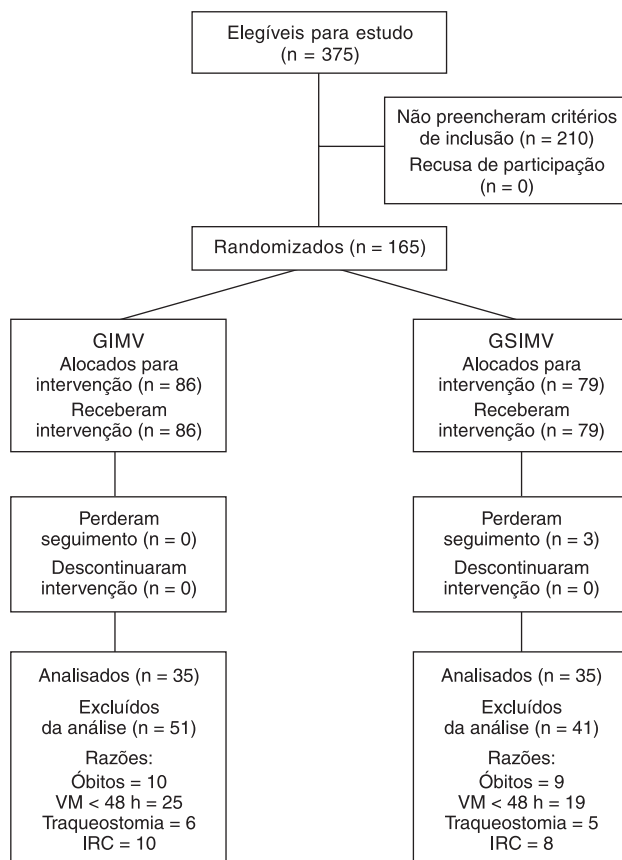 Elegíveis para estudo
(n = 375)
Não preencheram critérios
de inclusão (n = 210)
Recusa de participação
(n = 0)
Randomizados (n = 165)
GIMV
Alocados para
intervenção (n = 86)
Receberam
intervenção (n = 86)
GSIMV
Alocados para
intervenção (n = 79)
Receberam
intervenção (n = 79)
Perderam
seguimento (n = 0)
Descontinuaram
intervenção (n = 0)
Perderam
seguimento (n = 3)
Descontinuaram
intervenção (n = 0)
Analisados (n = 35)
Excluídos
da análise (n = 51)
Razões:
Óbitos = 10
VM < 48 h = 25
Traqueostomia = 6
IRC = 10
Analisados (n = 35)
Excluídos
da análise (n = 41)
Razões:
Óbitos = 9
VM < 48 h = 19
Traqueostomia = 5
IRC = 8